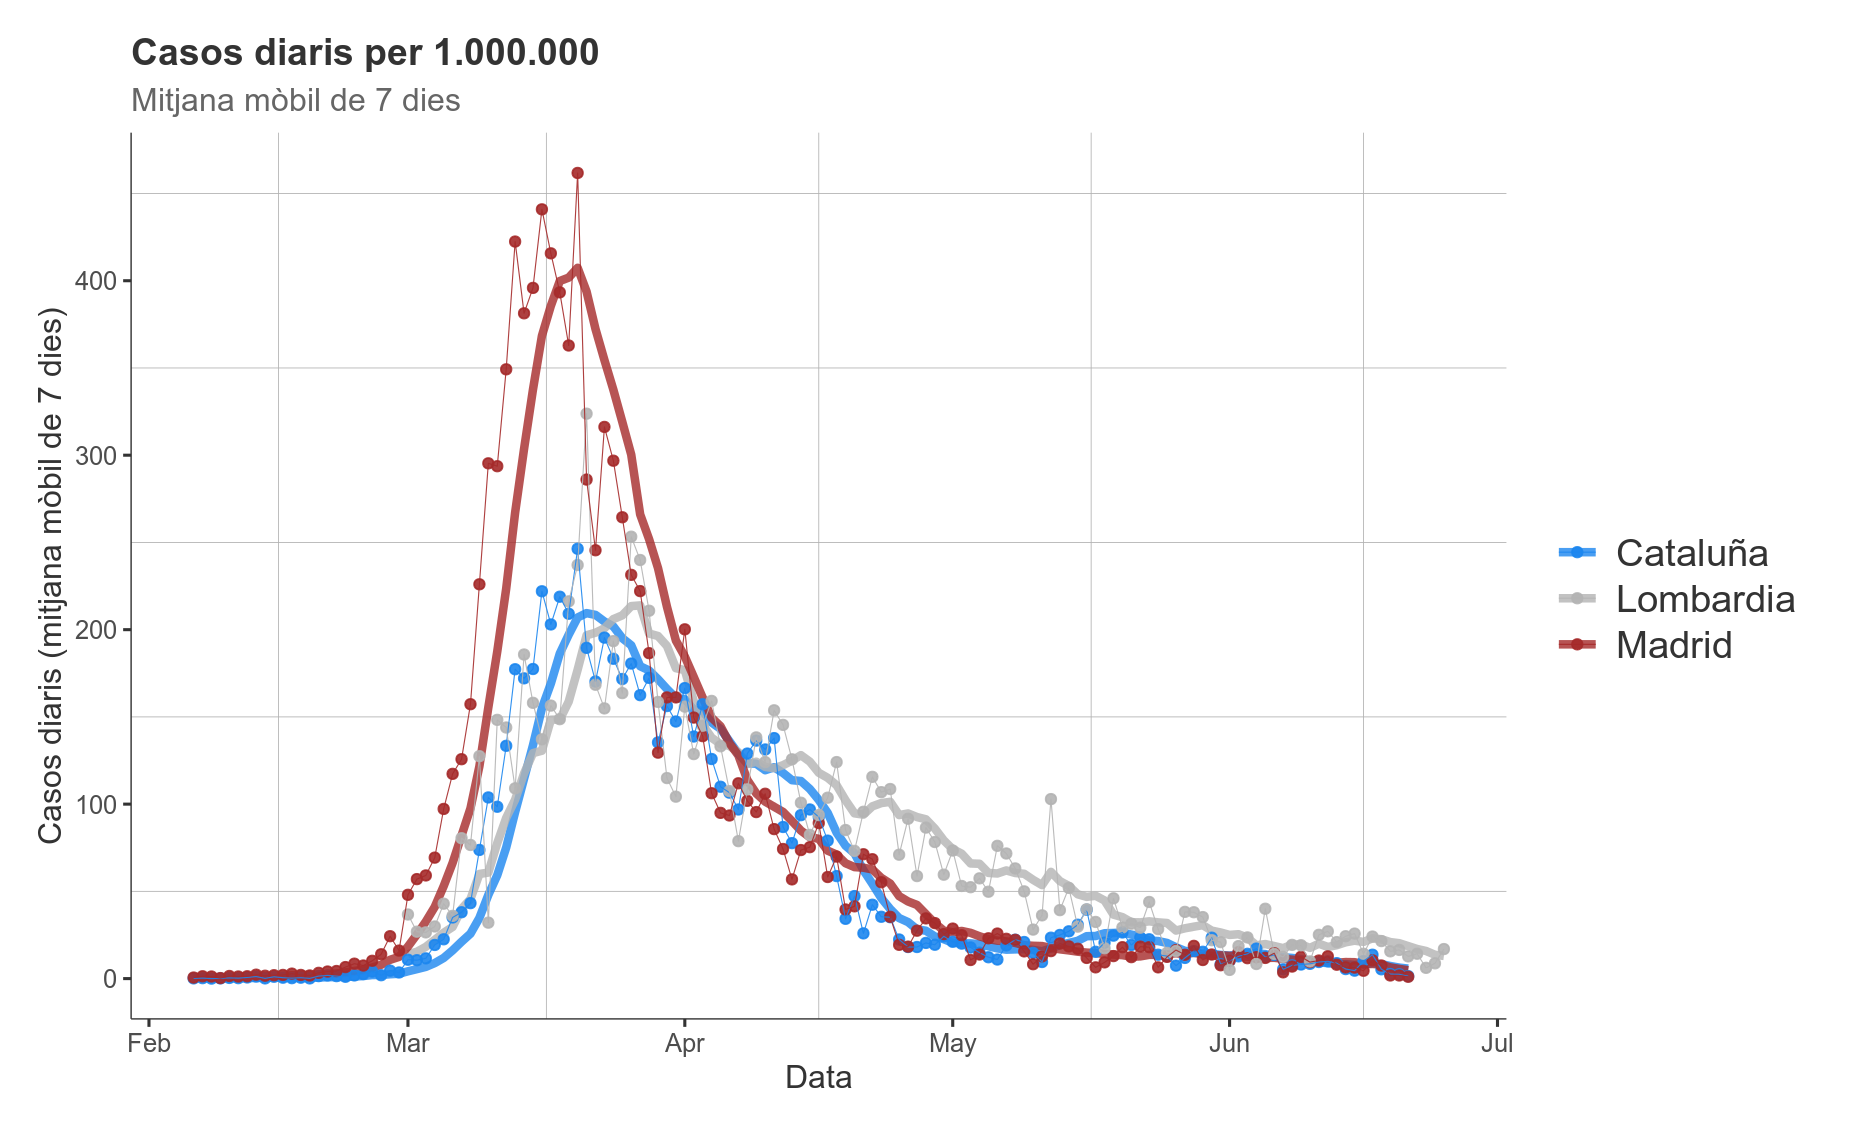 Casos diaris per 1.000.000
Mitjana mòbil de 7 dies
Casos diaris (mitjana mòbil de 7 dies)
400
300
200
100
0
Feb
Mar
Apr
May
Jun
Jul
Data
Cataluña
Lombardia
Madrid